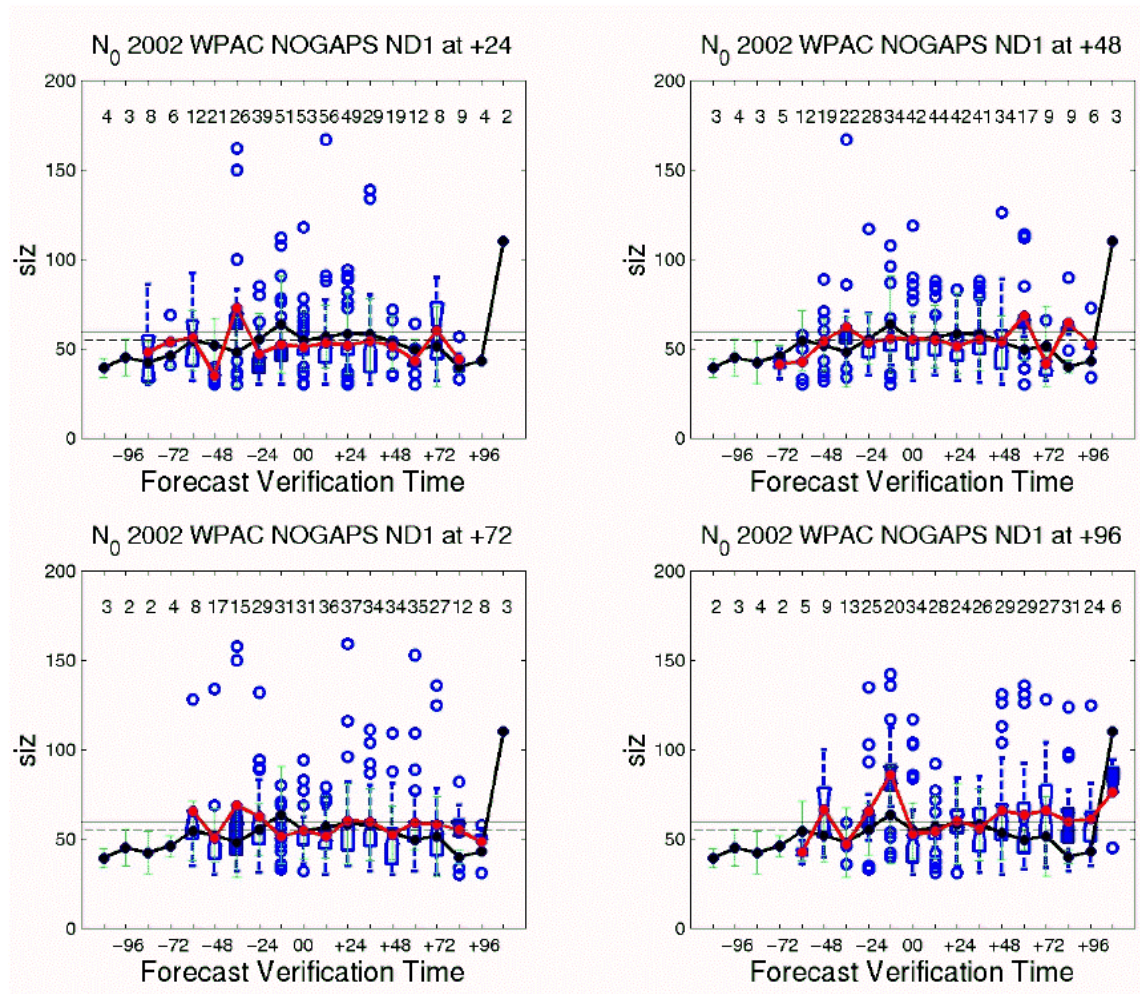 N0 2002 WPAC NOGAPS ND1 at +24
200
4 3 8 6 12 21 26 39 51 53 56 49 29 19 12 8 9 4 2
150
siz
100
50
0
−96 −72 −48 −24 00 +24 +48 +72 +96
Forecast Verification Time
N0 2002 WPAC NOGAPS ND1 at +48
200
3 4 3 5 12 19 22 28 34 42 44 42 41 34 17 9 9 6 3
150
siz
100
50
0
−96 −72 −48 −24 00 +24 +48 +72 +96
Forecast Verification Time
N0 2002 WPAC NOGAPS ND1 at +72
200
3 2 2 4 8 17 15 29 31 31 36 37 34 34 35 27 12 8 3
150
siz
100
50
0
−96 −72 −48 −24 00 +24 +48 +72 +96
Forecast Verification Time
N0 2002 WPAC NOGAPS ND1 at +96
200
2 3 4 2 5 9 13 25 20 34 28 24 26 29 29 27 31 24 6
150
siz
100
50
0
−96 −72 −48 −24 00 +24 +48 +72 +96
Forecast Verification Time